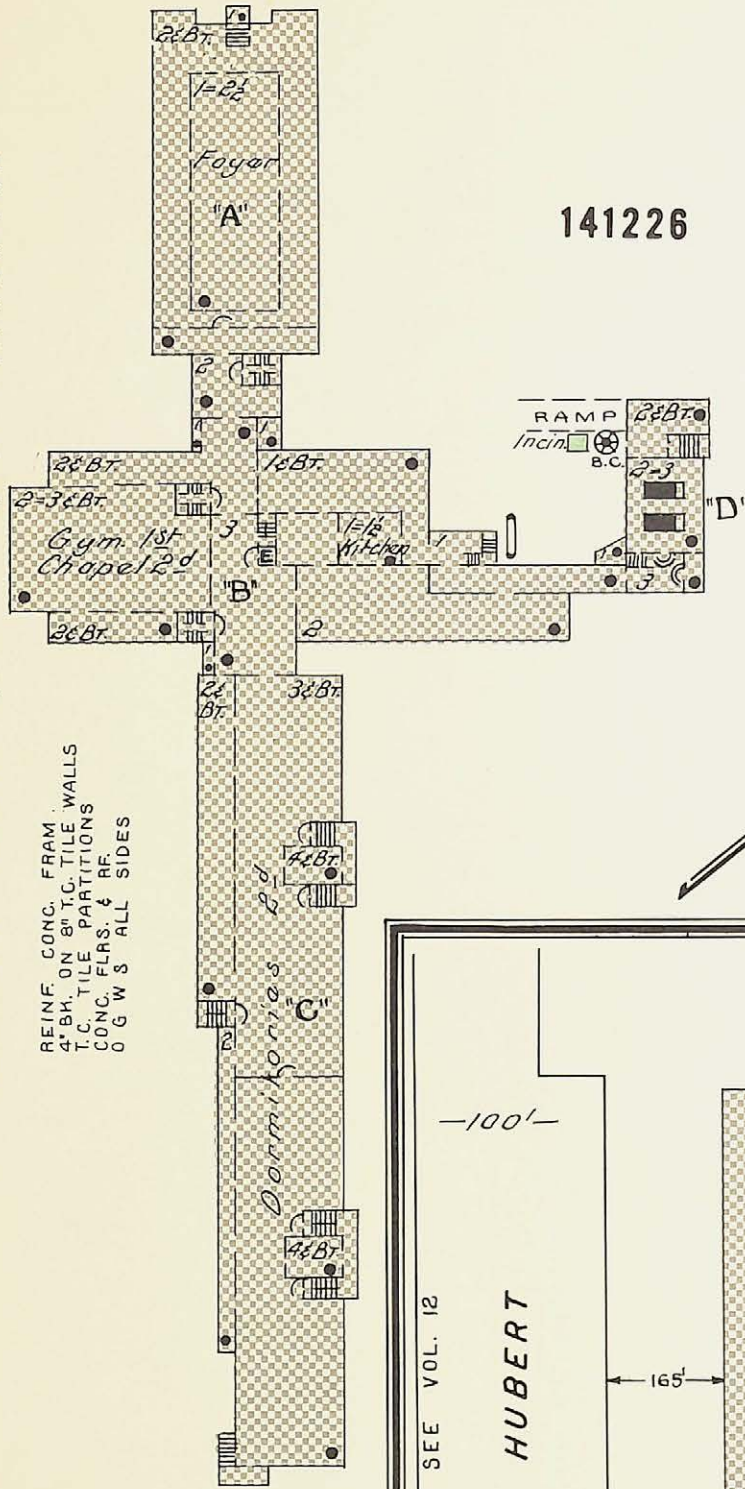 1
2&Bt.
1=2½
Foyer
"A"
141226
2
1
1
RAMP
2&Bt.
Incin.
B.C.
2&Bt.
1&Bt.
2=3
"D"
2=3&Bt.
3
Gym. 1st
Chapel 2d
1=1½
Kitchen
E
1
1
3
"B"
2&Bt.
2
1
2&
Bt.
3&Bt.
REINF. CONC. FRAM.
4" BK. ON 8" T.C. TILE WALLS
T.C. TILE PARTITIONS
CONC. FLRS. & RF.
O G W S ALL SIDES
4&Bt.
Dormitories 2-d
"C"
2
4&Bt
—100'—
SEE VOL. 12
HUBERT
165'